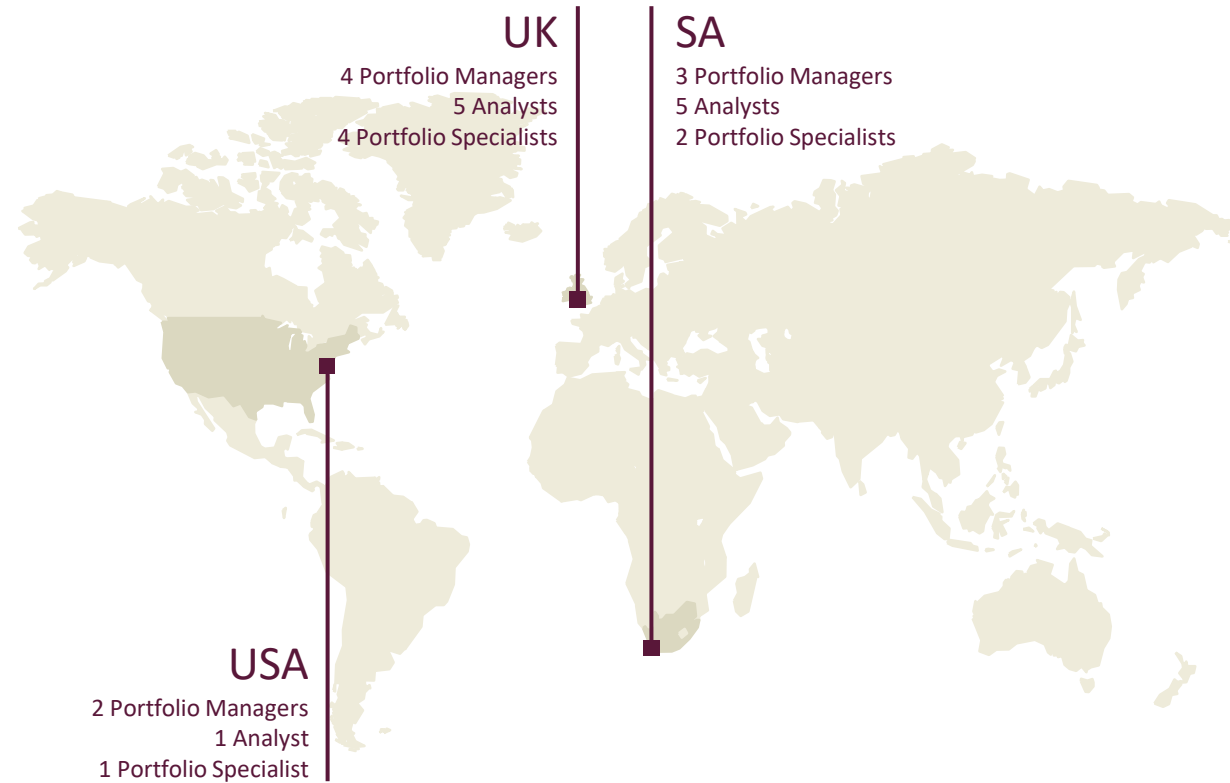 UK
4 Portfolio Managers
5 Analysts
4 Portfolio Specialists
SA
3 Portfolio Managers
5 Analysts
2 Portfolio Specialists
USA
2 Portfolio Managers
1 Analyst
1 Portfolio Specialist